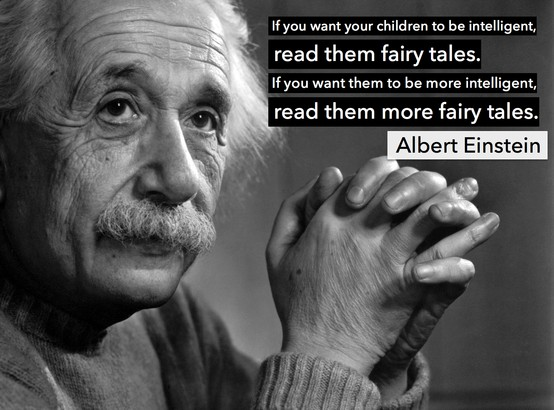 If you want your children to be intelligent,
read them fairy tales.
If you want them to be more intelligent,
read them more fairy tales.
Albert Einstein